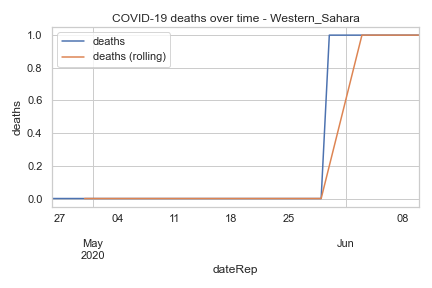 COVID-19 deaths over time - Western_Sahara
deaths
deaths (rolling)
1.0
0.8
0.6
0.4
0.2
0.0
deaths
27 04 11 18 25 08
May Jun
2020
dateRep